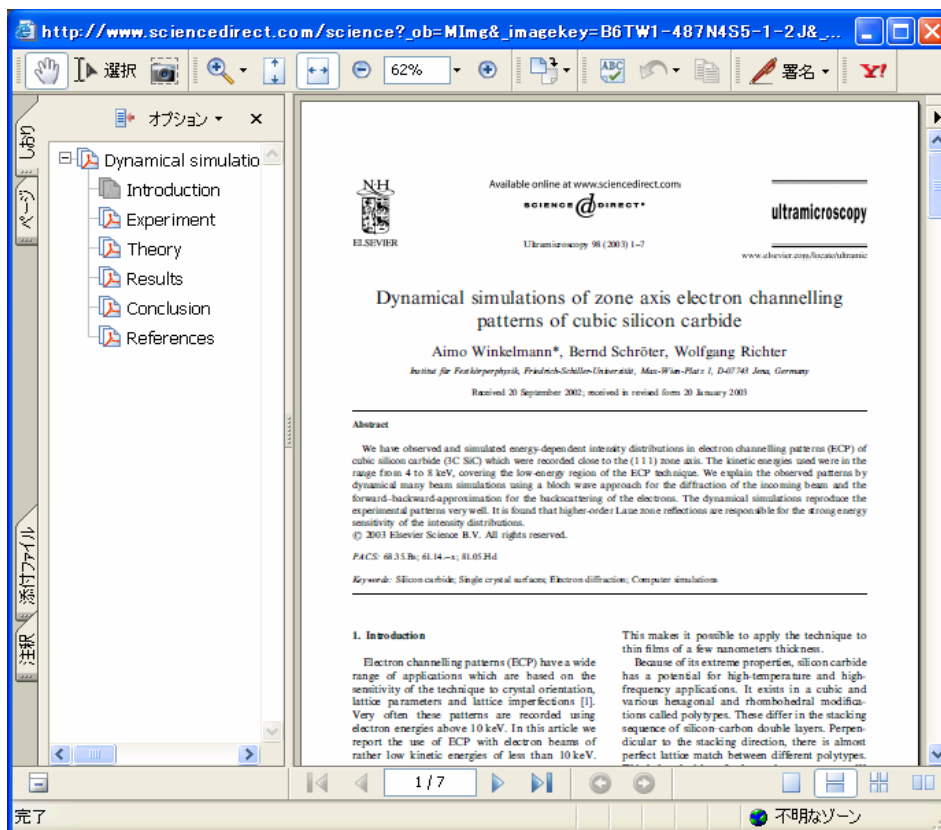 http://www.sciencedirect.com/science?_ob=MImg&_imagekey=B6TW1-487N4S5-1-2J&_...
選択
62%
ABC
署名
Y!
オプション
×
しおり
ページ
添付ファイル
注釈
Dynamical simulatio
Introduction
Experiment
Theory
Results
Conclusion
References
N·H
ELSEVIER
Available online at www.sciencedirect.com
SCIENCE @ DIRECT®
Ultramicroscopy 98 (2003) 1–7
ultramicroscopy
www.elsevier.com/locate/ultramic
Dynamical simulations of zone axis electron channelling
patterns of cubic silicon carbide
Aimo Winkelmann*, Bernd Schröter, Wolfgang Richter
Institut für Festkörperphysik, Friedrich-Schiller-Universität, Max-Wien-Platz 1, D-07743 Jena, Germany
Received 20 September 2002; received in revised form 20 January 2003
Abstract
We have observed and simulated energy-dependent intensity distributions in electron channelling patterns (ECP) of
cubic silicon carbide (3C SiC) which were recorded close to the (1 1 1) zone axis. The kinetic energies used were in the
range from 4 to 8 keV, covering the low-energy region of the ECP technique. We explain the observed patterns by
dynamical many beam simulations using a bloch wave approach for the diffraction of the incoming beam and the
forward–backward-approximation for the backscattering of the electrons. The dynamical simulations reproduce the
experimental patterns very well. It is found that higher-order Laue zone reflections are responsible for the strong energy
sensitivity of the intensity distributions.
© 2003 Elsevier Science B.V. All rights reserved.
PACS: 68.35.Bs; 61.14.−x; 81.05.Hd
Keywords: Silicon carbide; Single crystal surfaces; Electron diffraction; Computer simulations
1. Introduction
Electron channelling patterns (ECP) have a wide
range of applications which are based on the
sensitivity of the technique to crystal orientation,
lattice parameters and lattice imperfections [1].
Very often these patterns are recorded using
electron energies above 10 keV. In this article we
report the use of ECP with electron beams of
rather low kinetic energies of less than 10 keV.
This makes it possible to apply the technique to
thin films of a few nanometers thickness.
Because of its extreme properties, silicon carbide
has a potential for high-temperature and high-
frequency applications. It exists in a cubic and
various hexagonal and rhombohedral modifica-
tions called polytypes. These differ in the stacking
sequence of silicon-carbon double layers. Perpen-
dicular to the stacking direction, there is almost
perfect lattice match between different polytypes.
1 / 7
完了
不明なゾーン